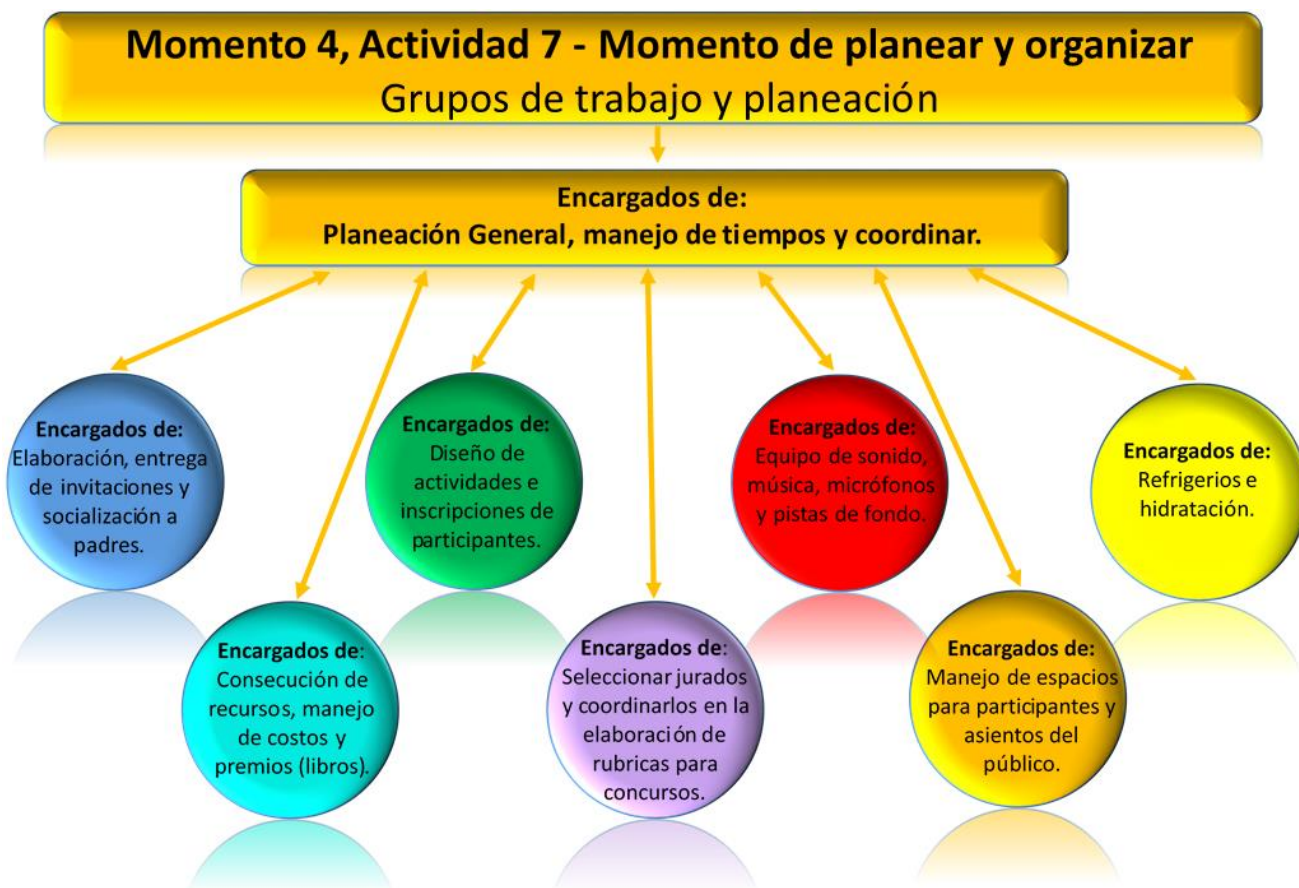 Momento 4, Actividad 7 - Momento de planear y organizar
Grupos de trabajo y planeación
Encargados de:
Planeación General, manejo de tiempos y coordinar.
Encargados de:
Elaboración, entrega
de invitaciones y
socialización a
padres.
Encargados de:
Diseño de
actividades e
inscripciones de
participantes.
Encargados de:
Equipo de sonido,
música, micrófonos
y pistas de fondo.
Encargados de:
Refrigerios e
hidratación.
Encargados de:
Consecución de
recursos, manejo
de costos y
premios (libros).
Encargados de:
Seleccionar jurados
y coordinarlos en la
elaboración de
rubricas para
concursos.
Encargados de:
Manejo de espacios
para participantes y
asientos del
público.